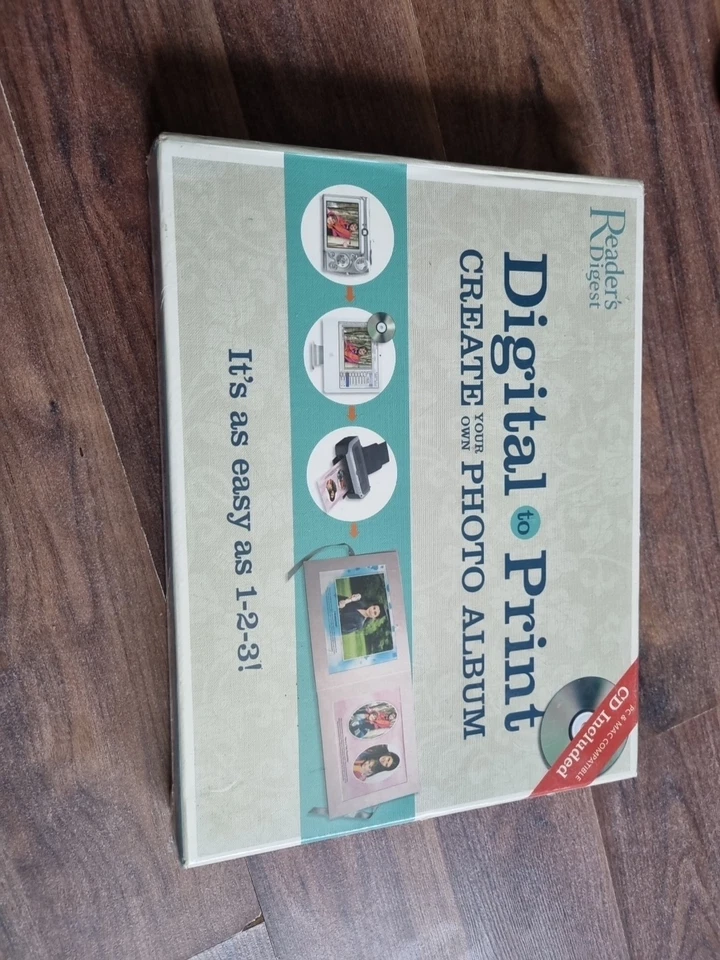 Reader's
Digest
Digital to Print
CREATE YOUR OWN PHOTO ALBUM
PC & MAC COMPATIBLE
CD Included
It's as easy as 1-2-3!